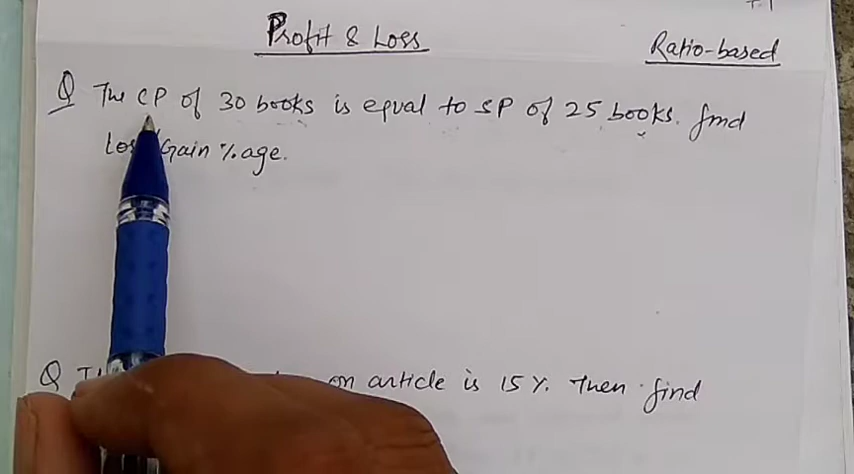 Profit & Loss
Ratio-based
Q The CP of 30 books is equal to SP of 25 books. find
Gain %age.
Q on article is 15 %. Then find